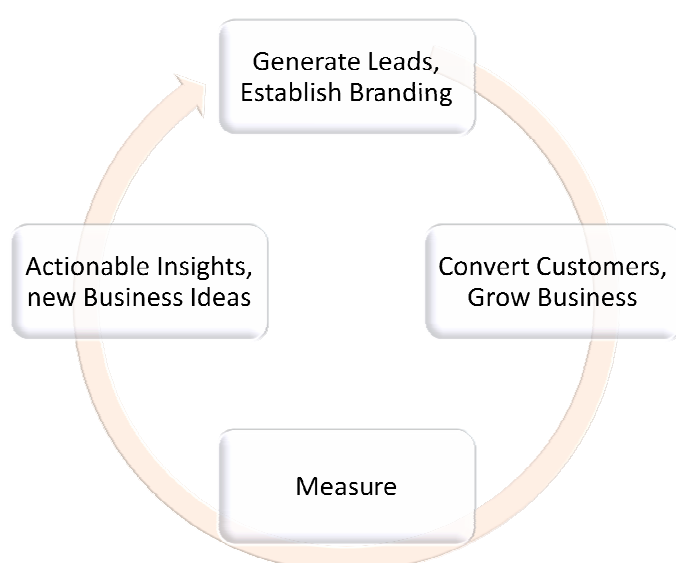 Generate Leads,
Establish Branding
Convert Customers,
Grow Business
Measure
Actionable Insights,
new Business Ideas